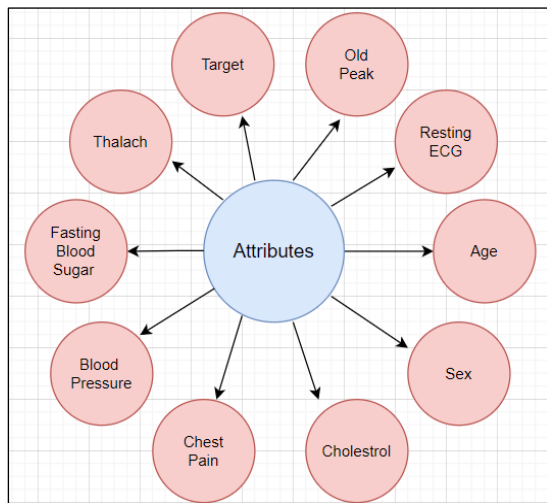 Target
Old
Peak
Thalach
Resting
ECG
Fasting
Blood
Sugar
Attributes
Age
Blood
Pressure
Sex
Chest
Pain
Cholestrol